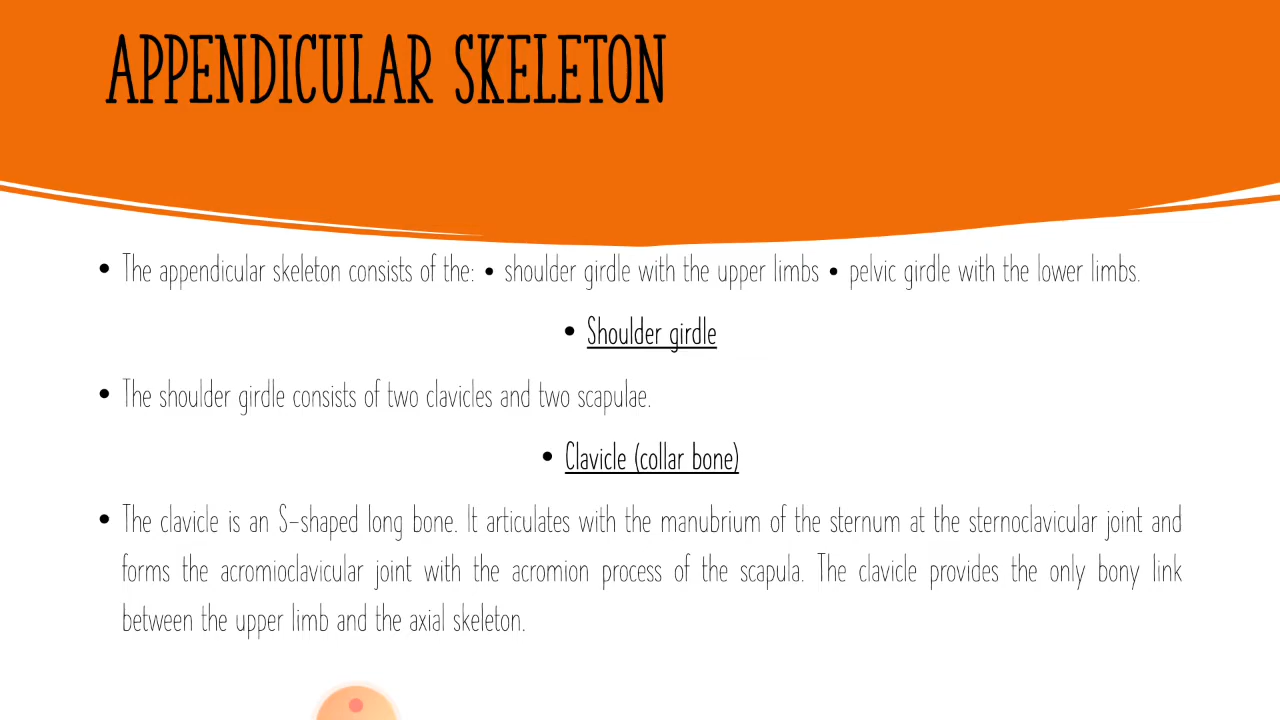 APPENDICULAR SKELETON
• The appendicular skeleton consists of the: • shoulder girdle with the upper limbs • pelvic girdle with the lower limbs.
• Shoulder girdle
• The shoulder girdle consists of two clavicles and two scapulae.
• Clavicle (collar bone)
• The clavicle is an S-shaped long bone. It articulates with the manubrium of the sternum at the sternoclavicular joint and
forms the acromioclavicular joint with the acromion process of the scapula. The clavicle provides the only bony link
between the upper limb and the axial skeleton.